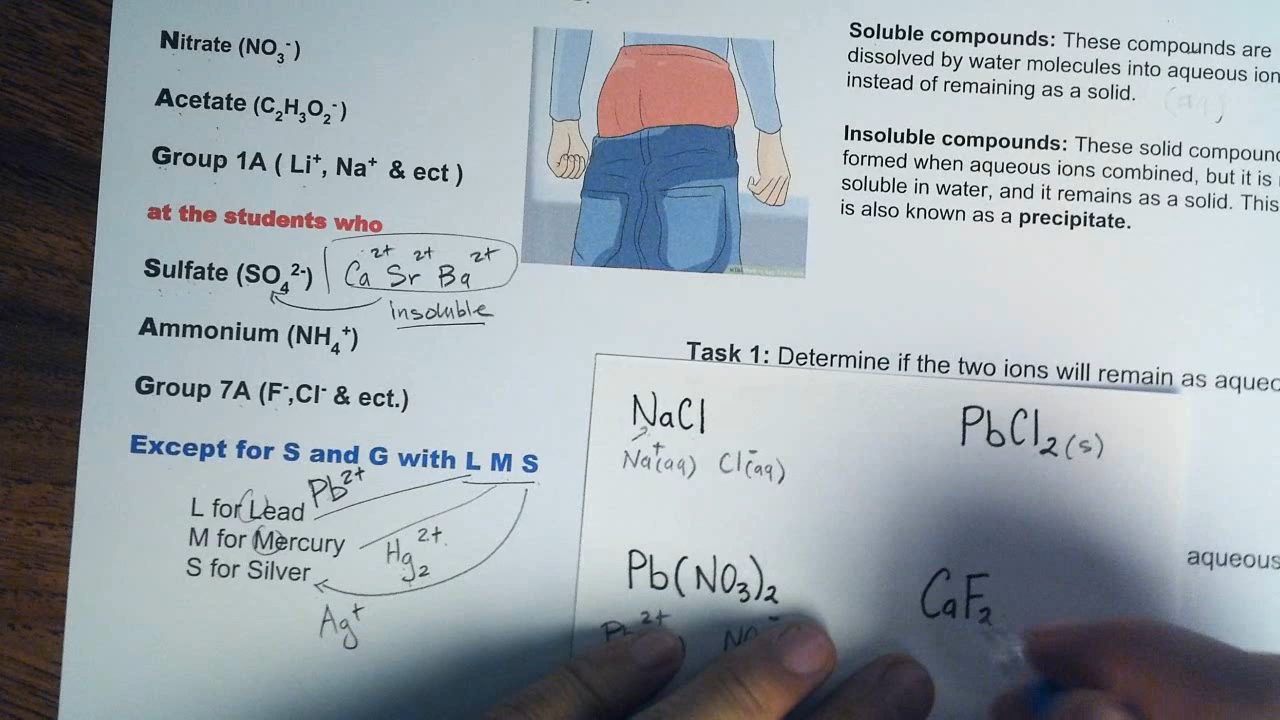 Nitrate (NO₃⁻)
Acetate (C₂H₃O₂⁻)
Group 1A ( Li⁺, Na⁺ & ect )
at the students who
Sulfate (SO₄²⁻) Ca²⁺ Sr²⁺ Ba²⁺
insoluble
Ammonium (NH₄⁺)
Group 7A (F⁻,Cl⁻ & ect.)
Except for S and G with L M S
L for Lead Pb²⁺
M for Mercury Hg₂²⁺
S for Silver
Ag⁺
Soluble compounds: These compounds are
dissolved by water molecules into aqueous ion
instead of remaining as a solid.
(aq)
Insoluble compounds: These solid compoun
formed when aqueous ions combined, but it is
soluble in water, and it remains as a solid. This
is also known as a precipitate.
Task 1: Determine if the two ions will remain as aqueo
NaCl
Na⁺(aq) Cl⁻(aq)
PbCl₂(s)
aqueous
Pb(NO₃)₂
CaF₂